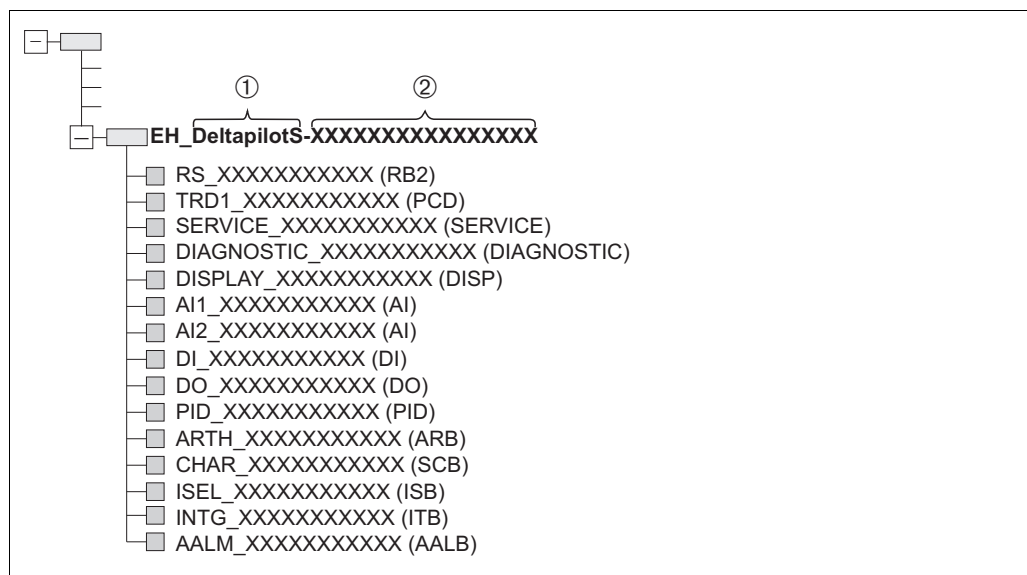 ① ②
EH_DeltapilotS-XXXXXXXXXXXXXXXX
RS_XXXXXXXXXXX (RB2)
TRD1_XXXXXXXXXXX (PCD)
SERVICE_XXXXXXXXXXX (SERVICE)
DIAGNOSTIC_XXXXXXXXXXX (DIAGNOSTIC)
DISPLAY_XXXXXXXXXXX (DISP)
AI1_XXXXXXXXXXX (AI)
AI2_XXXXXXXXXXX (AI)
DI_XXXXXXXXXXX (DI)
DO_XXXXXXXXXXX (DO)
PID_XXXXXXXXXXX (PID)
ARTH_XXXXXXXXXXX (ARB)
CHAR_XXXXXXXXXXX (SCB)
ISEL_XXXXXXXXXXX (ISB)
INTG_XXXXXXXXXXX (ITB)
AALM_XXXXXXXXXXX (AALB)